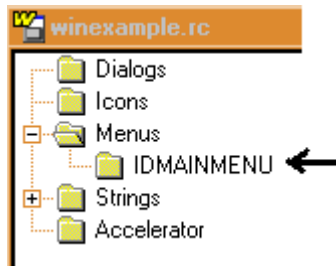 winexample.rc
Dialogs
Icons
Menus
IDMAINMENU
Strings
Accelerator